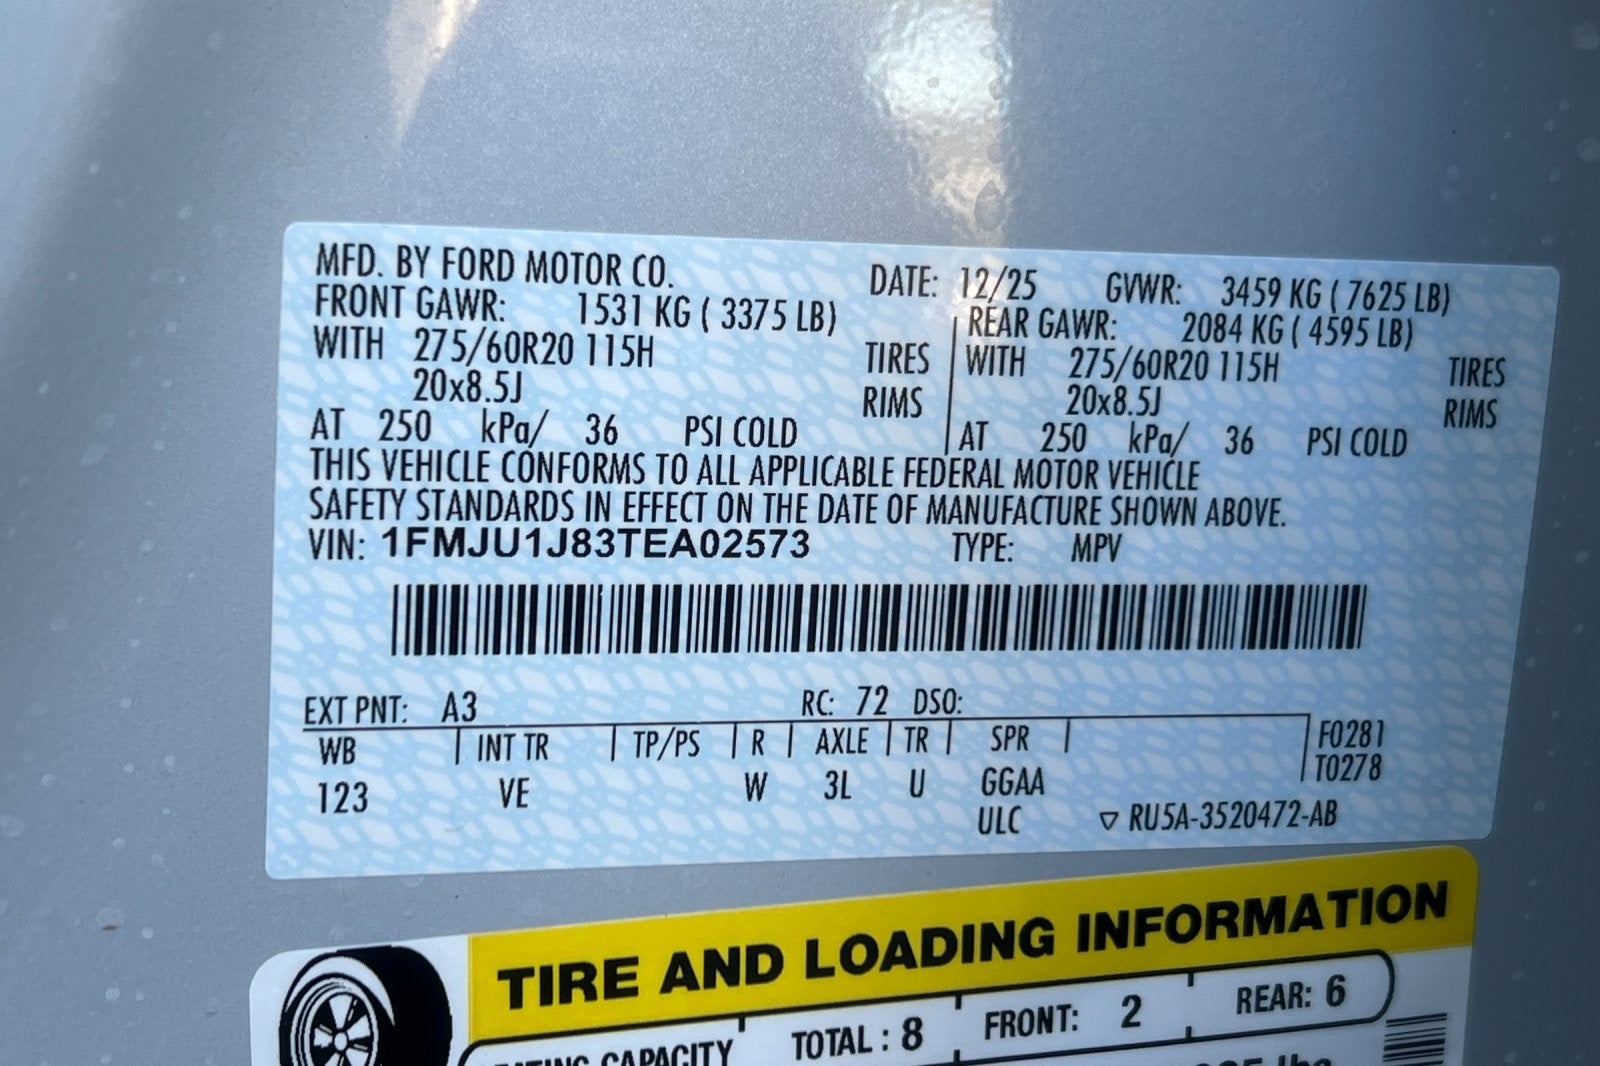 MFD. BY FORD MOTOR CO. DATE: 12/25 GVWR: 3459 KG ( 7625 LB)
FRONT GAWR: 1531 KG ( 3375 LB) REAR GAWR: 2084 KG ( 4595 LB)
WITH 275/60R20 115H TIRES WITH 275/60R20 115H TIRES
20x8.5J RIMS 20x8.5J RIMS
AT 250 kPa/ 36 PSI COLD AT 250 kPa/ 36 PSI COLD
THIS VEHICLE CONFORMS TO ALL APPLICABLE FEDERAL MOTOR VEHICLE
SAFETY STANDARDS IN EFFECT ON THE DATE OF MANUFACTURE SHOWN ABOVE.
VIN: 1FMJU1J83TEA02573 TYPE: MPV
EXT PNT: A3 RC: 72 DSO:
WB INT TR TP/PS R AXLE TR SPR F0281
T0278
123 VE W 3L U GGAA
ULC ▽ RU5A-3520472-AB
TIRE AND LOADING INFORMATION
CAPACITY TOTAL : 8 FRONT: 2 REAR: 6